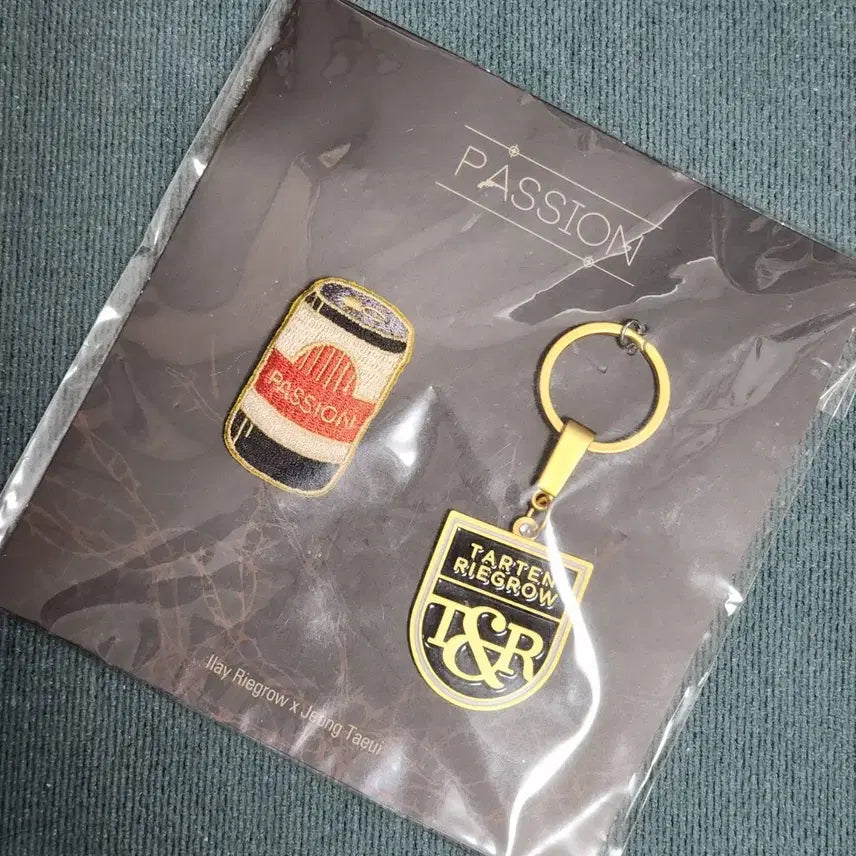 PASSION
PASSION
TARTEN
RIEGROW
T&R
Ilay Riegrow x Jeong Taeui